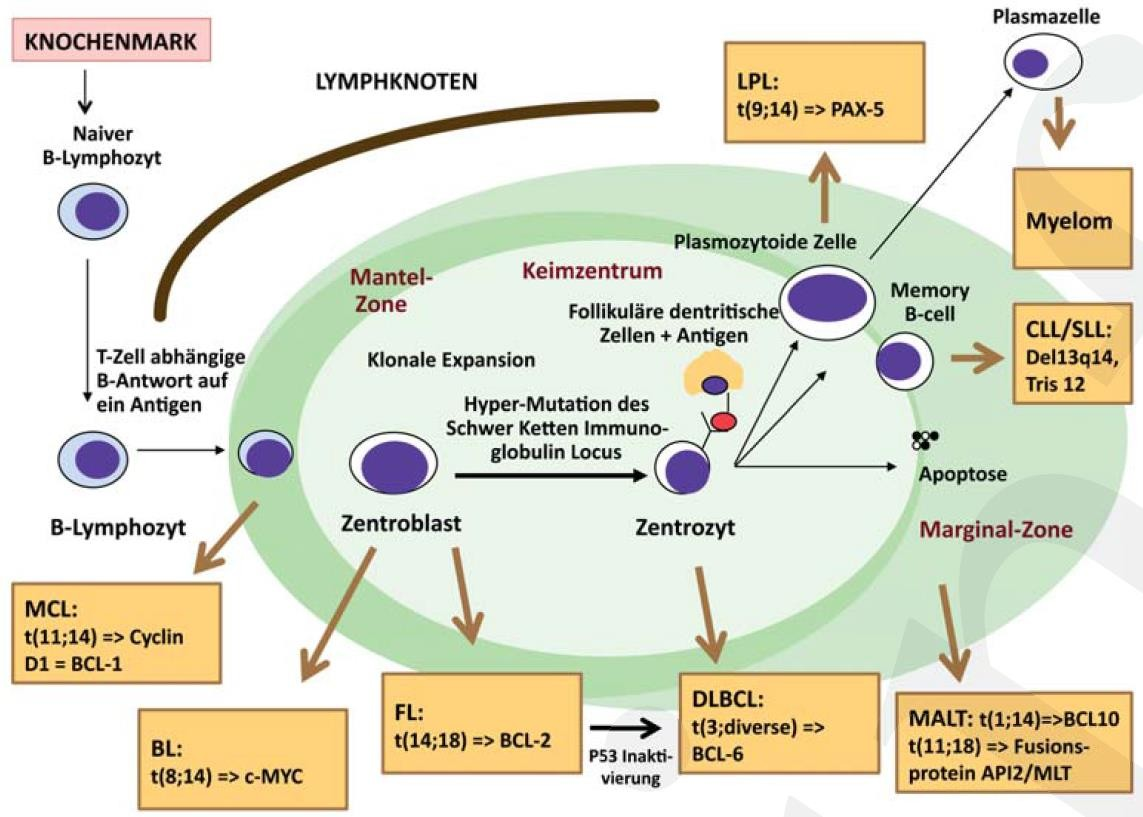 KNOCHENMARK
Naiver
B-Lymphozyt
T-Zell abhängige
B-Antwort auf
ein Antigen
B-Lymphozyt
LYMPHKNOTEN
Mantel-
Zone
Keimzentrum
Klonale Expansion
Hyper-Mutation des
Schwer Ketten Immuno-
globulin Locus
Follikuläre dentritische
Zellen + Antigen
Plasmozytoide Zelle
Zentroblast
Zentrozyt
Memory
B-cell
Apoptose
Marginal-Zone
Plasmazelle
LPL:
t(9;14) => PAX-5
Myelom
CLL/SLL:
Del13q14,
Tris 12
MCL:
t(11;14) => Cyclin
D1 = BCL-1
BL:
t(8;14) => c-MYC
FL:
t(14;18) => BCL-2
P53 Inakti-
vierung
DLBCL:
t(3;diverse) =>
BCL-6
MALT: t(1;14)=>BCL10
t(11;18) => Fusions-
protein API2/MLT